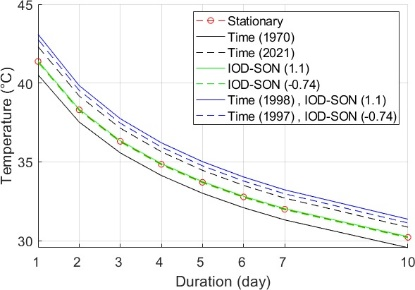 Stationary
Time (1970)
Time (2021)
IOD-SON (1.1)
IOD-SON (-0.74)
Time (1998) , IOD-SON (1.1)
Time (1997) , IOD-SON (-0.74)
Temperature (°C)
45
40
35
30
1 2 3 4 5 6 7 10
Duration (day)